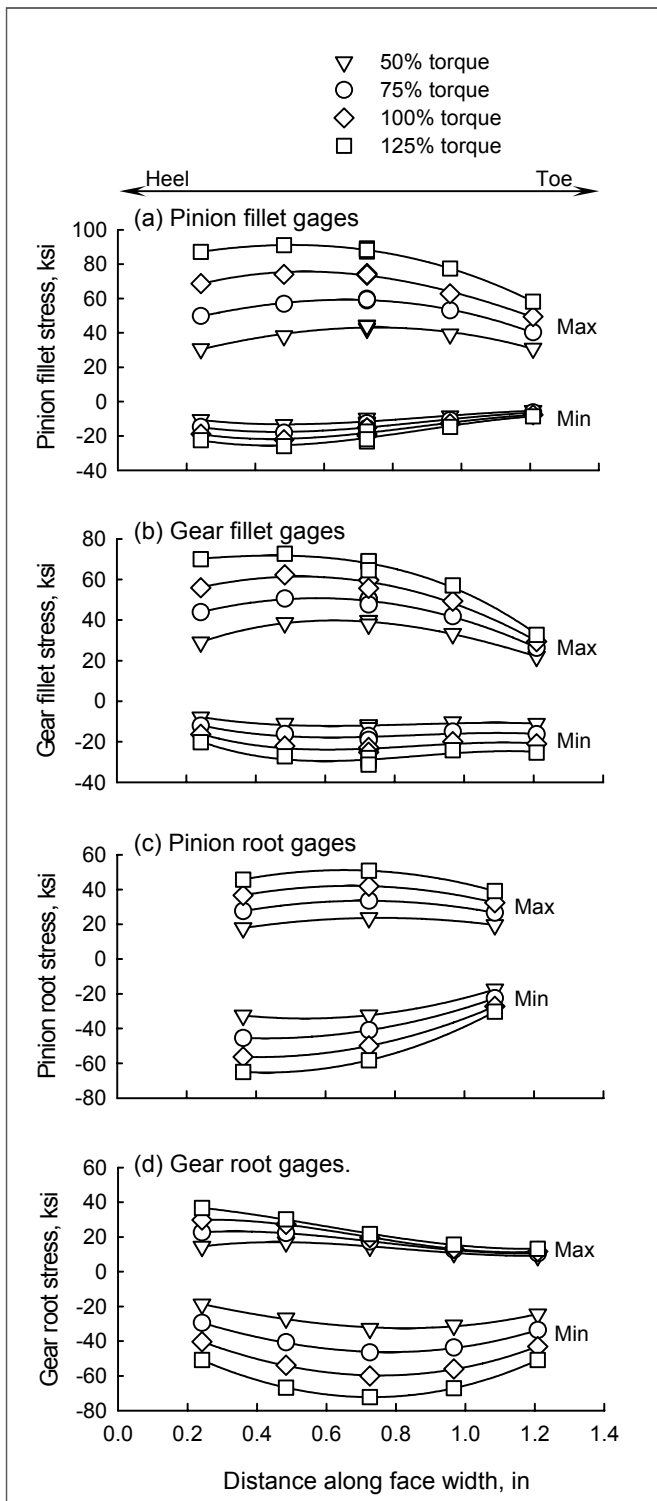 50% torque
75% torque
100% torque
125% torque
Heel Toe
(a) Pinion fillet gages
100
80
60
40
20
0
-20
-40
Pinion fillet stress, ksi
Max
Min
(b) Gear fillet gages
80
60
40
20
0
-20
-40
Gear fillet stress, ksi
Max
Min
(c) Pinion root gages
60
40
20
0
-20
-40
-60
-80
Pinion root stress, ksi
Max
Min
(d) Gear root gages.
60
40
20
0
-20
-40
-60
-80
Gear root stress, ksi
Max
Min
0.0 0.2 0.4 0.6 0.8 1.0 1.2 1.4
Distance along face width, in